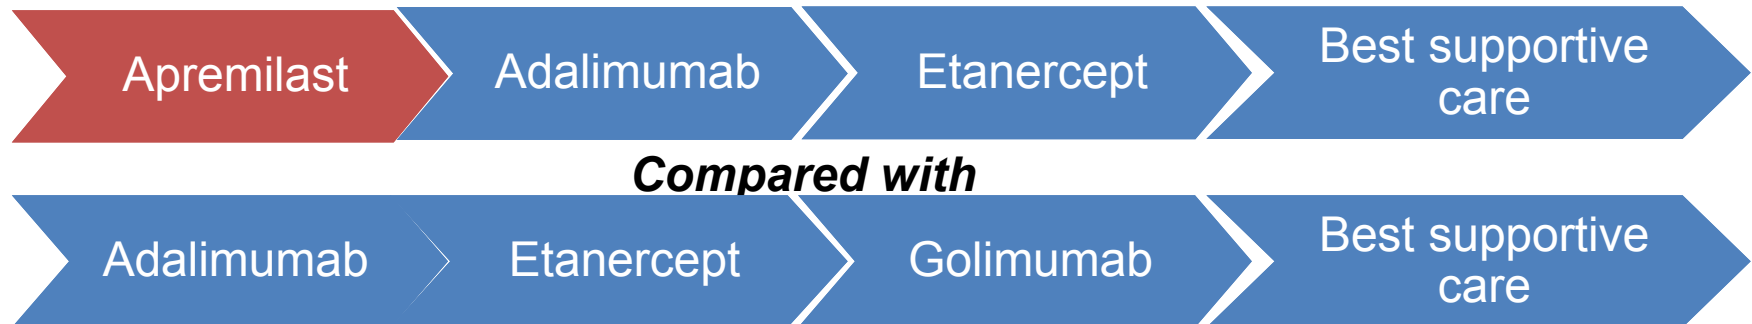 Apremilast
Adalimumab
Etanercept
Best supportive
care
Compared with
Adalimumab
Etanercept
Golimumab
Best supportive
care